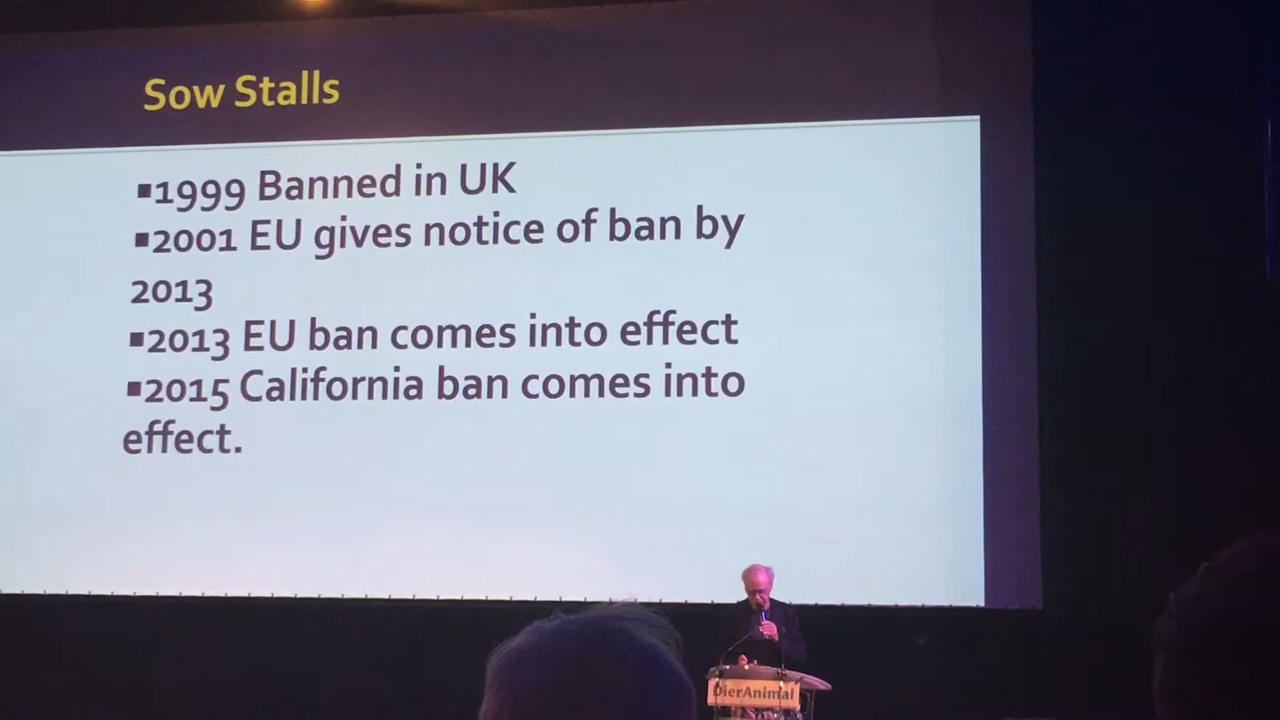 Sow Stalls
▪1999 Banned in UK
▪2001 EU gives notice of ban by
2013
▪2013 EU ban comes into effect
▪2015 California ban comes into
effect.
DierAnimal